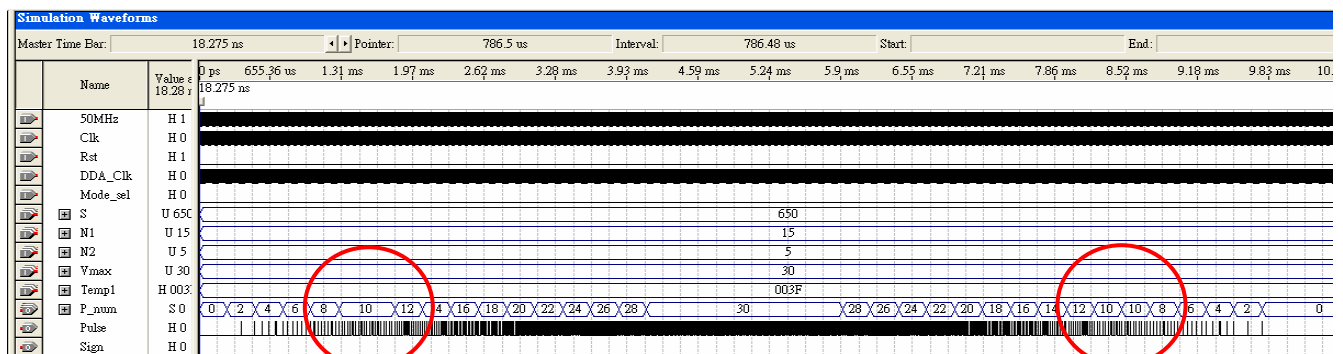 Simulation Waveforms
Master Time Bar: 18.275 ns Pointer: 786.5 us Interval: 786.48 us Start: End:
Name Value a 18.28 n
0 ps 655.36 us 1.31 ms 1.97 ms 2.62 ms 3.28 ms 3.93 ms 4.59 ms 5.24 ms 5.9 ms 6.55 ms 7.21 ms 7.86 ms 8.52 ms 9.18 ms 9.83 ms 10.
18.275 ns
50MHz H 1
Clk H 0
Rst H 1
DDA_Clk H 0
Mode_sel H 0
S U 650 650
N1 U 15 15
N2 U 5 5
Vmax U 30 30
Temp1 H 003 003F
P_num S 0 0 2 4 6 8 10 12 4 16 18 20 22 24 26 28 30 28 26 24 22 20 18 16 14 12 10 10 8 6 4 2 0
Pulse H 0
Sign H 0